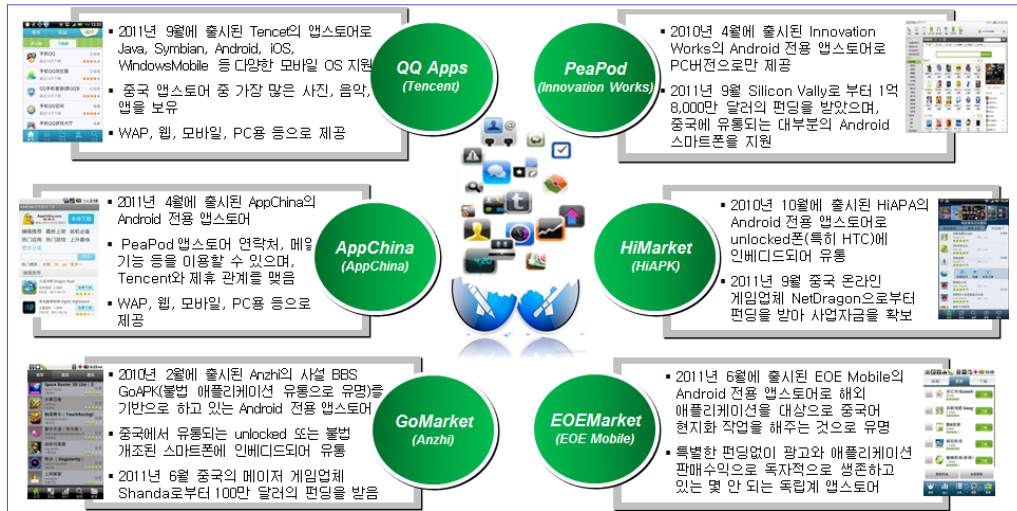 2011년 9월에 출시된 Tencet의 앱스토어로
Java, Symbian, Android, iOS,
WindowsMobile 등 다양한 모바일 OS 지원
중국 앱스토어 중 가장 많은 사진, 음악,
앱을 보유
WAP, 웹, 모바일, PC용 등으로 제공
QQ Apps
(Tencent)
PeaPod
(Innovation Works)
2010년 4월에 출시된 Innovation
Works의 Android 전용 앱스토어로
PC버전으로만 제공
2011년 9월 Silicon Vally로 부터 1억
8,000만 달러의 펀딩을 받았으며,
중국에 유통되는 대부분의 Android
스마트폰을 지원
2011년 4월에 출시된 AppChina의
Android 전용 앱스토어
PeaPod 앱스토어 연락처, 메일
기능 등을 이용할 수 있으며,
Tencent와 제휴 관계를 맺음
WAP, 웹, 모바일, PC용 등으로
제공
AppChina
(AppChina)
HiMarket
(HiAPK)
2010년 10월에 출시된 HiAPA의
Android 전용 앱스토어로
unlocked폰(특히 HTC)에
인베디드되어 유통
2011년 9월 중국 온라인
게임업체 NetDragon으로부터
펀딩을 받아 사업자금을 확보
2010년 2월에 출시된 Anzhi의 사설 BBS
GoAPK(불법 애플리케이션 유통으로 유명)를
기반으로 하고 있는 Android 전용 앱스토어
중국에서 유통되는 unlocked 또는 불법
개조된 스마트폰에 인베디드되어 유통
2011년 6월 중국의 메이저 게임업체
Shanda로부터 100만 달러의 펀딩을 받음
GoMarket
(Anzhi)
EOEMarket
(EOE Mobile)
2011년 6월에 출시된 EOE Mobile의
Android 전용 앱스토어로 해외
애플리케이션을 대상으로 중국어
현지화 작업을 해주는 것으로 유명
특별한 펀딩없이 광고와 애플리케이션
판매수익으로 독자적으로 생존하고
있는 몇 안 되는 독립계 앱스토어